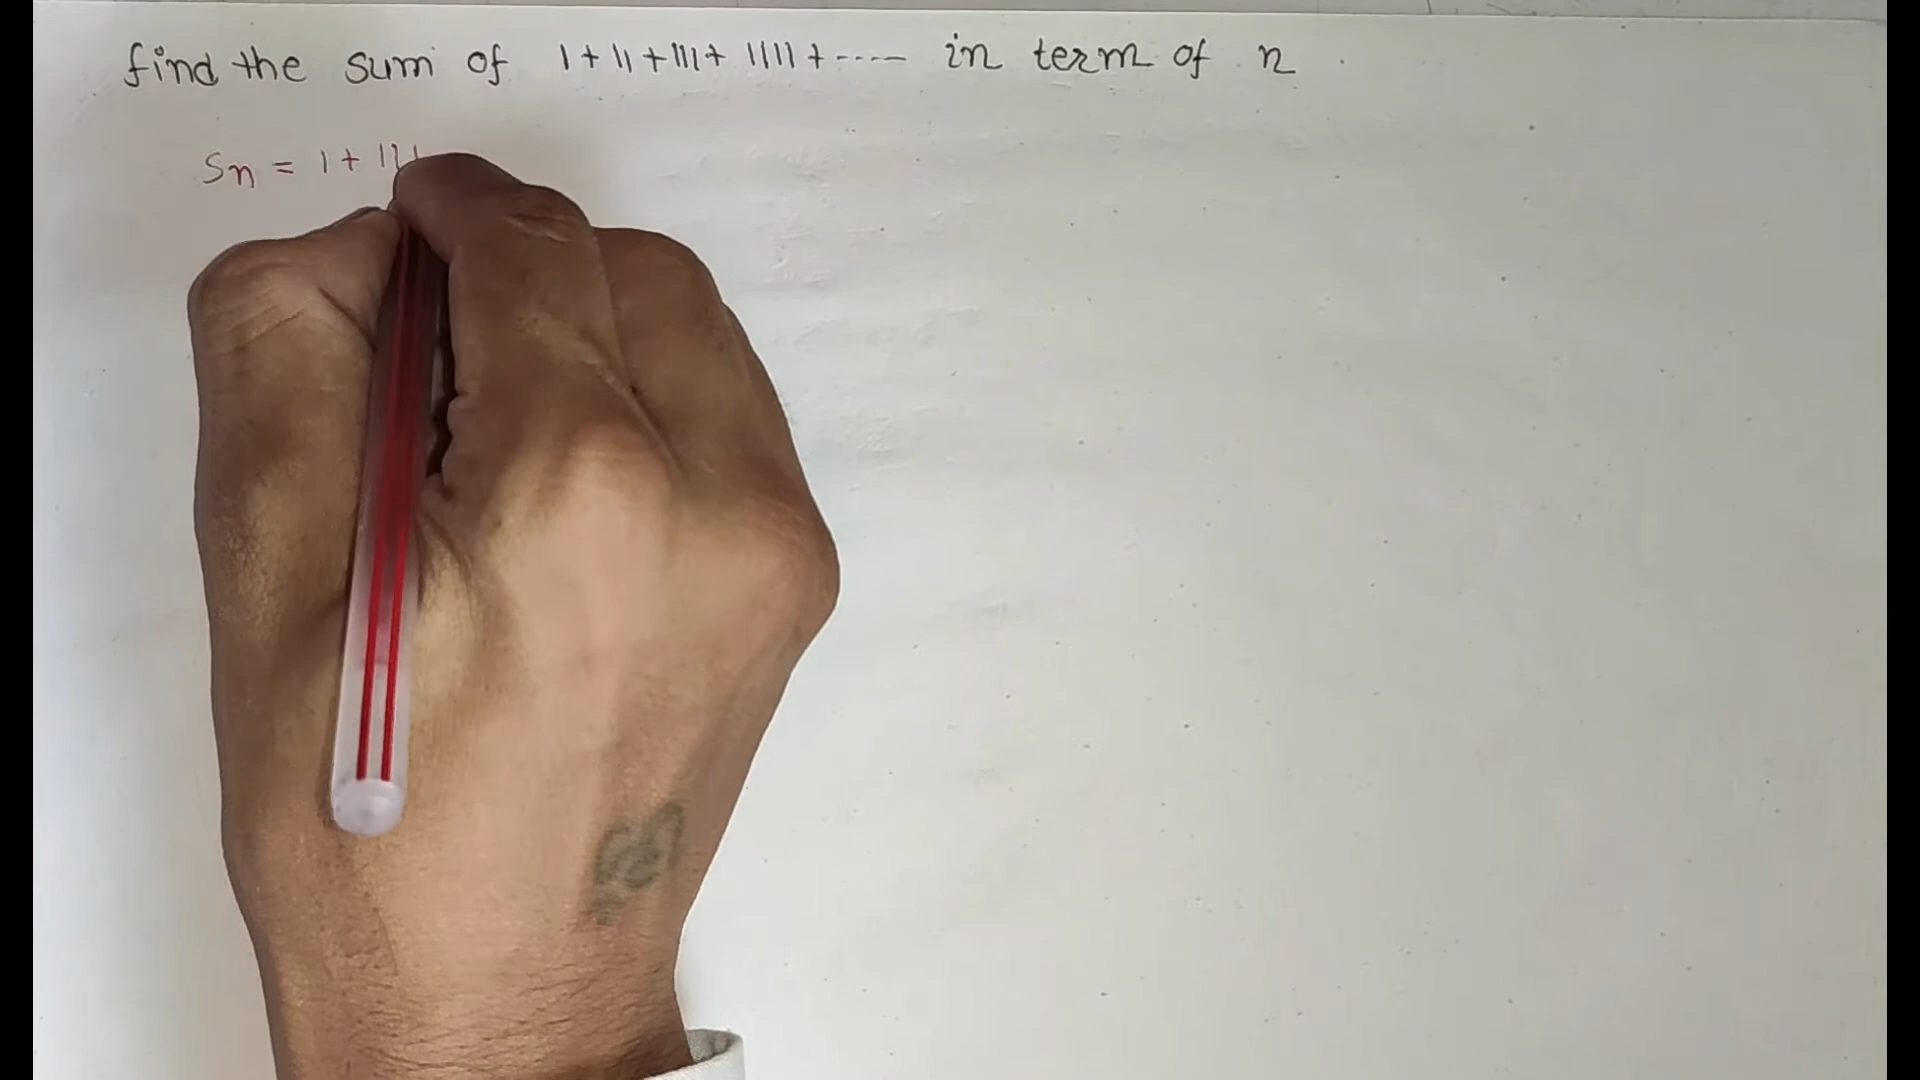 find the sum of 1 + 11 + 111 + 1111 + ---- in term of n
Sn = 1 + 11